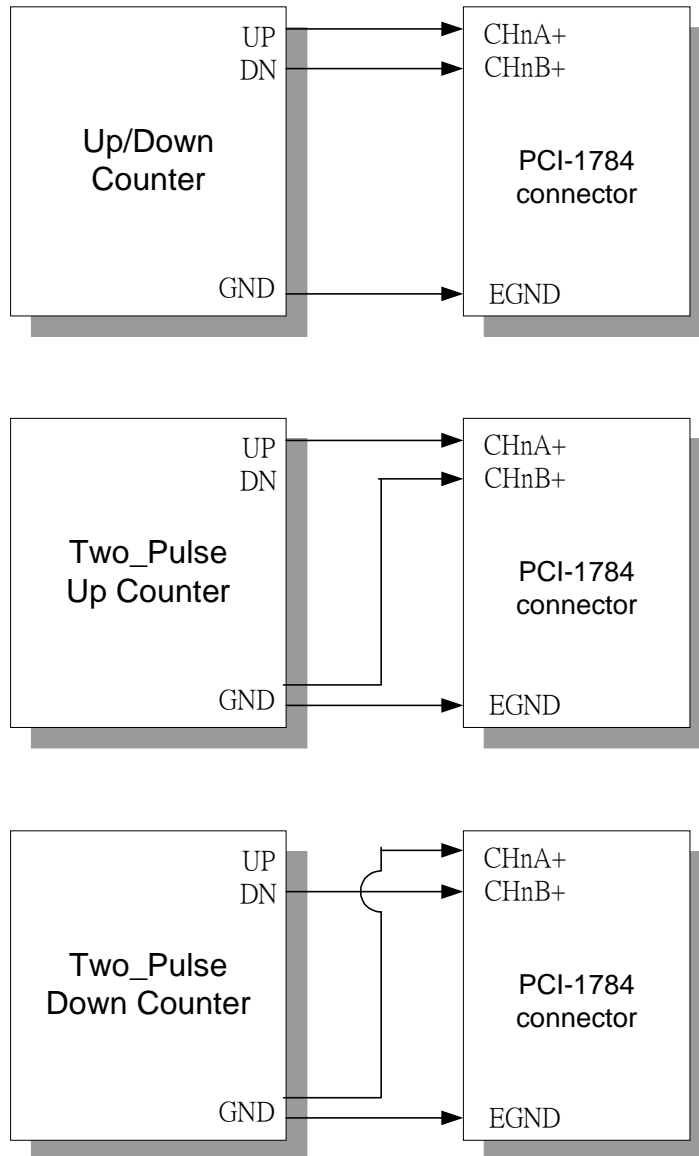 UP
DN
Up/Down
Counter
GND
CHnA+
CHnB+
PCI-1784
connector
EGND
UP
DN
Two_Pulse
Up Counter
GND
CHnA+
CHnB+
PCI-1784
connector
EGND
UP
DN
Two_Pulse
Down Counter
GND
CHnA+
CHnB+
PCI-1784
connector
EGND